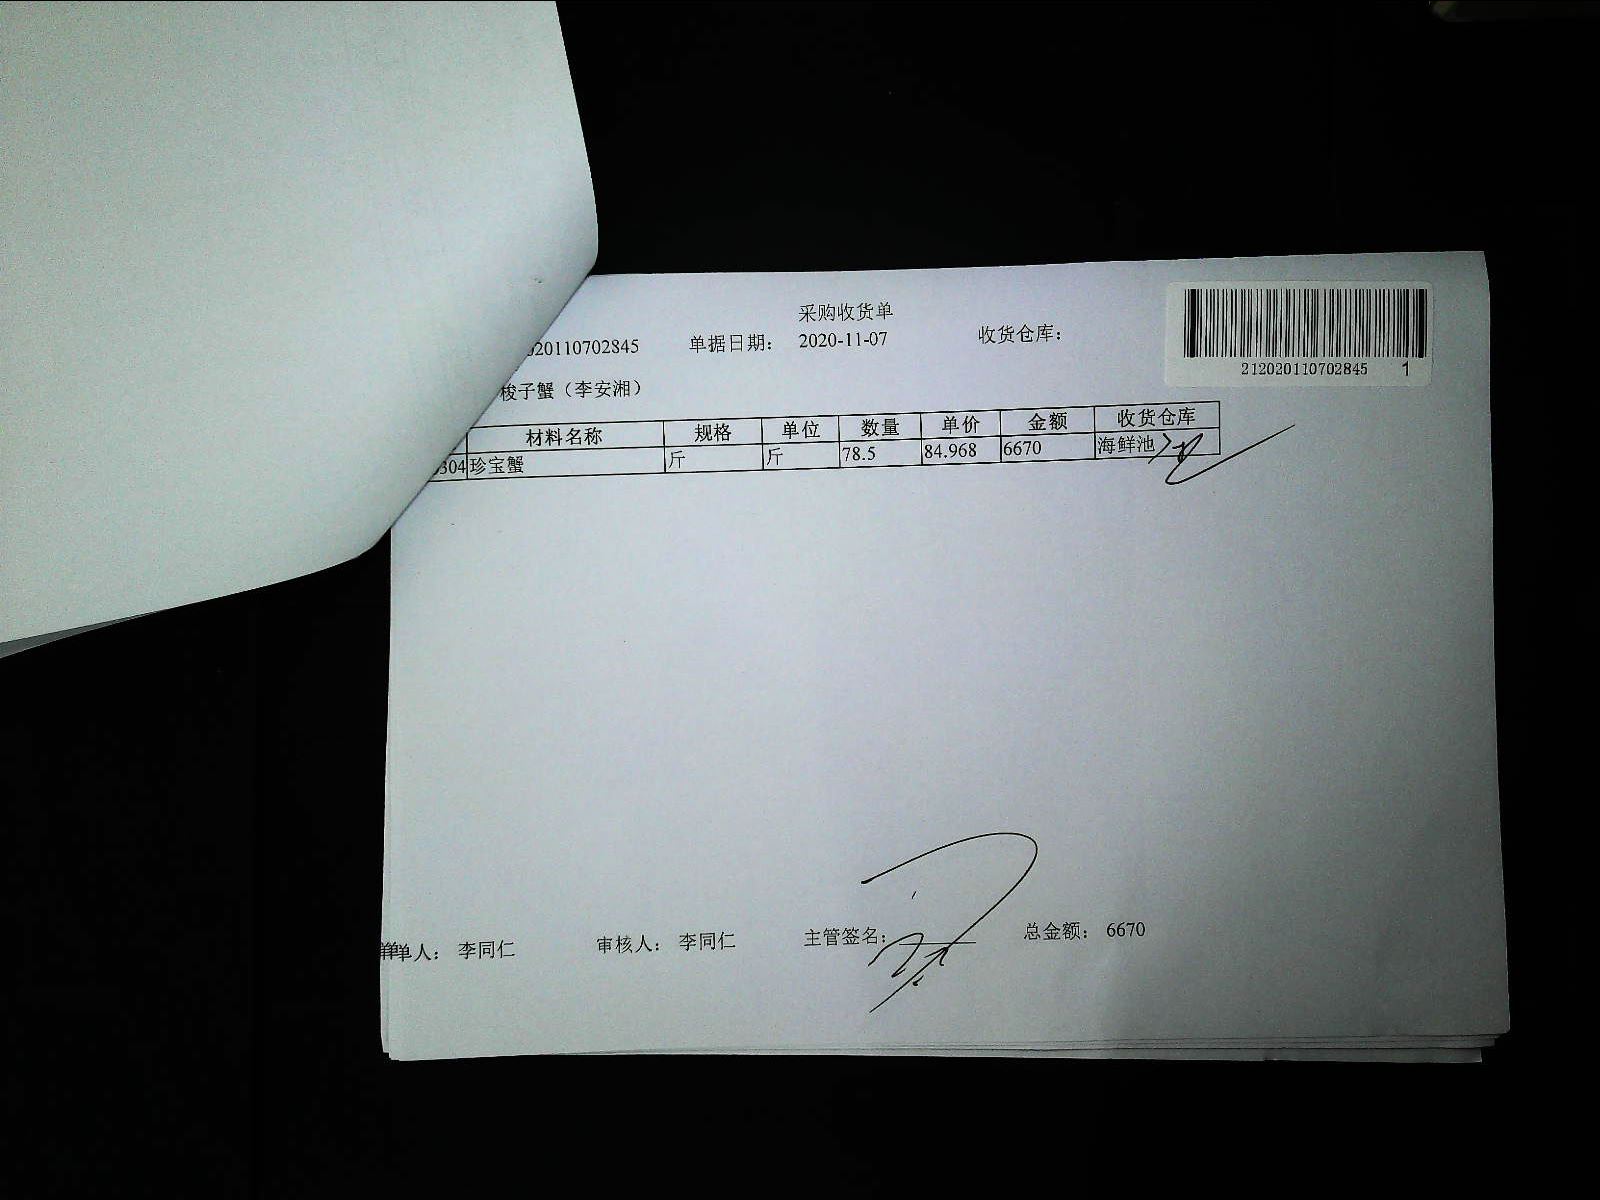 采购收货单
20110702845 单据日期： 2020-11-07 收货仓库：
212020110702845 1
梭子蟹（李安湘）
材料名称 规格 单位 数量 单价 金额 收货仓库
304 珍宝蟹 斤 斤 78.5 84.968 6670 海鲜池
单人： 李同仁 审核人： 李同仁 主管签名： 总金额： 6670